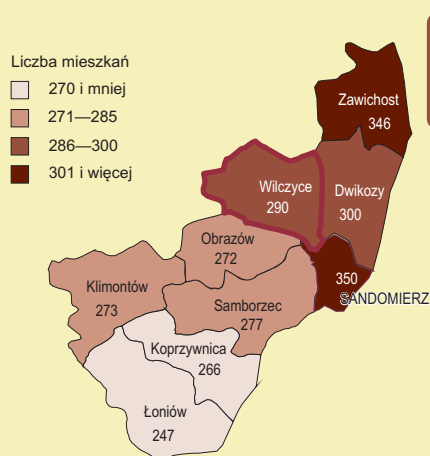 Liczba mieszkań
270 i mniej
271—285
286—300
301 i więcej
Zawichost
346
Wilczyce
290
Dwikozy
300
Obrazów
272
350
SANDOMIERZ
Klimontów
273
Samborzec
277
Koprzywnica
266
Łoniów
247